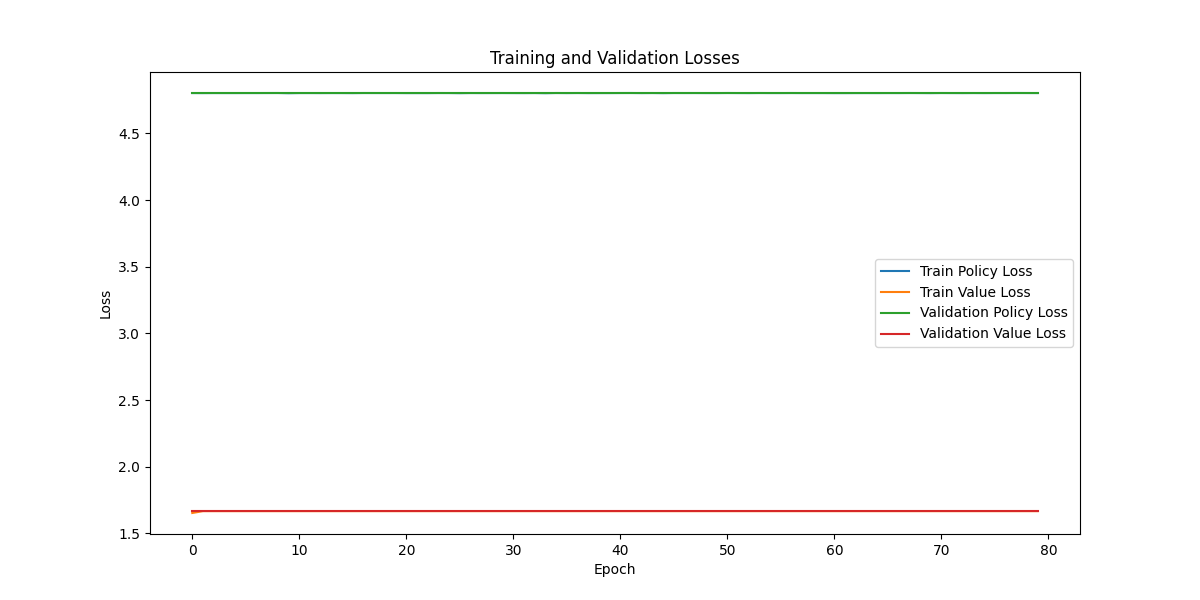 Training and Validation Losses
Loss
4.5
4.0
3.5
3.0
2.5
2.0
1.5
Train Policy Loss
Train Value Loss
Validation Policy Loss
Validation Value Loss
0 10 20 30 40 50 60 70 80
Epoch